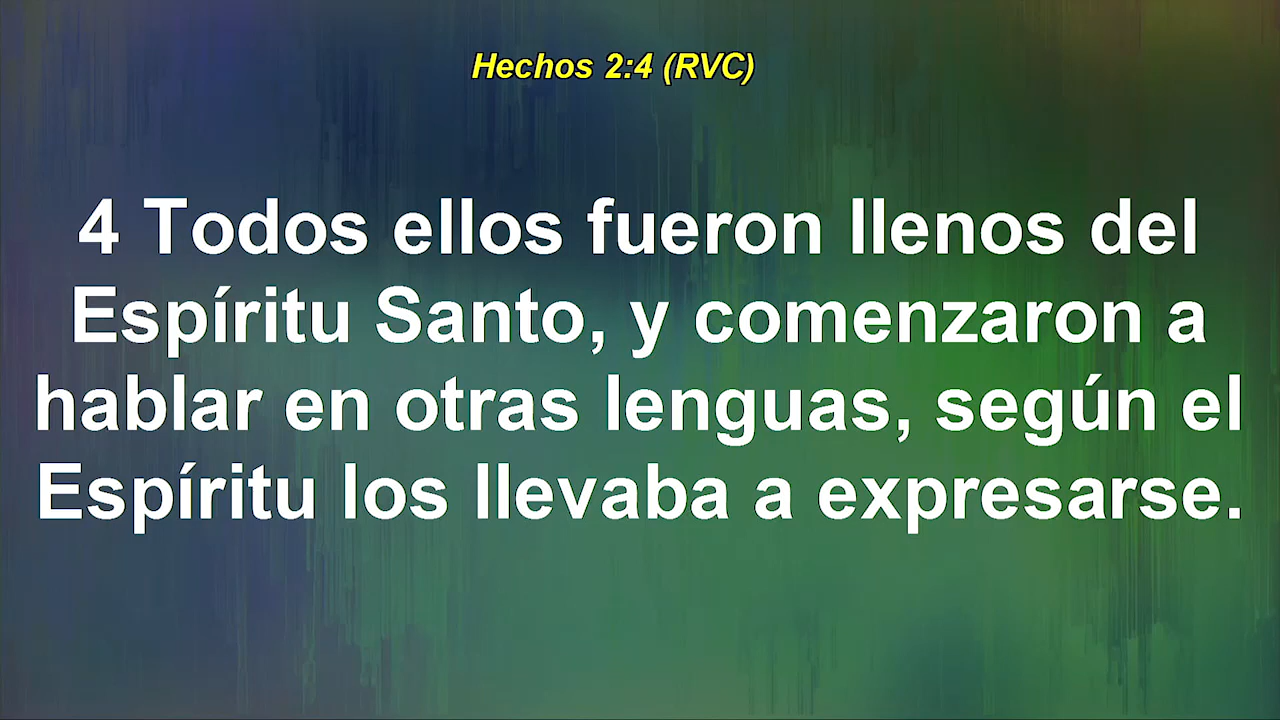 Hechos 2:4 (RVC)
4 Todos ellos fueron llenos del
Espíritu Santo, y comenzaron a
hablar en otras lenguas, según el
Espíritu los llevaba a expresarse.